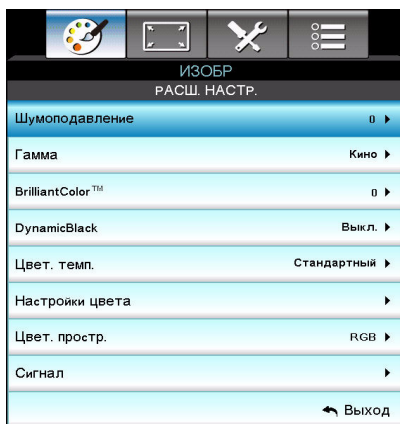 ИЗОБР
РАСШ. НАСТР.
Шумоподавление 0
Гамма Кино
BrilliantColor™ 0
DynamicBlack Выкл.
Цвет. темп. Стандартный
Настройки цвета
Цвет. простр. RGB
Сигнал
Выход